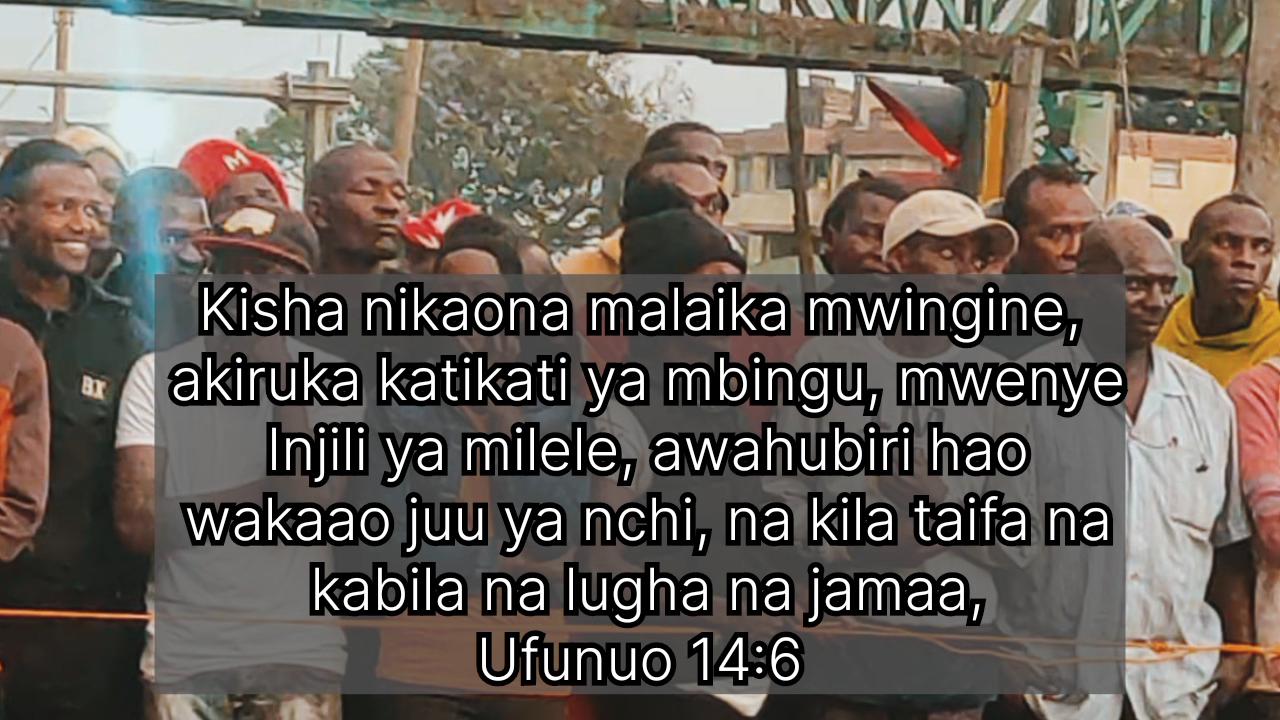 M
BK
Kisha nikaona malaika mwingine,
akiruka katikati ya mbingu, mwenye
Injili ya milele, awahubiri hao
wakaao juu ya nchi, na kila taifa na
kabila na lugha na jamaa,
Ufunuo 14:6